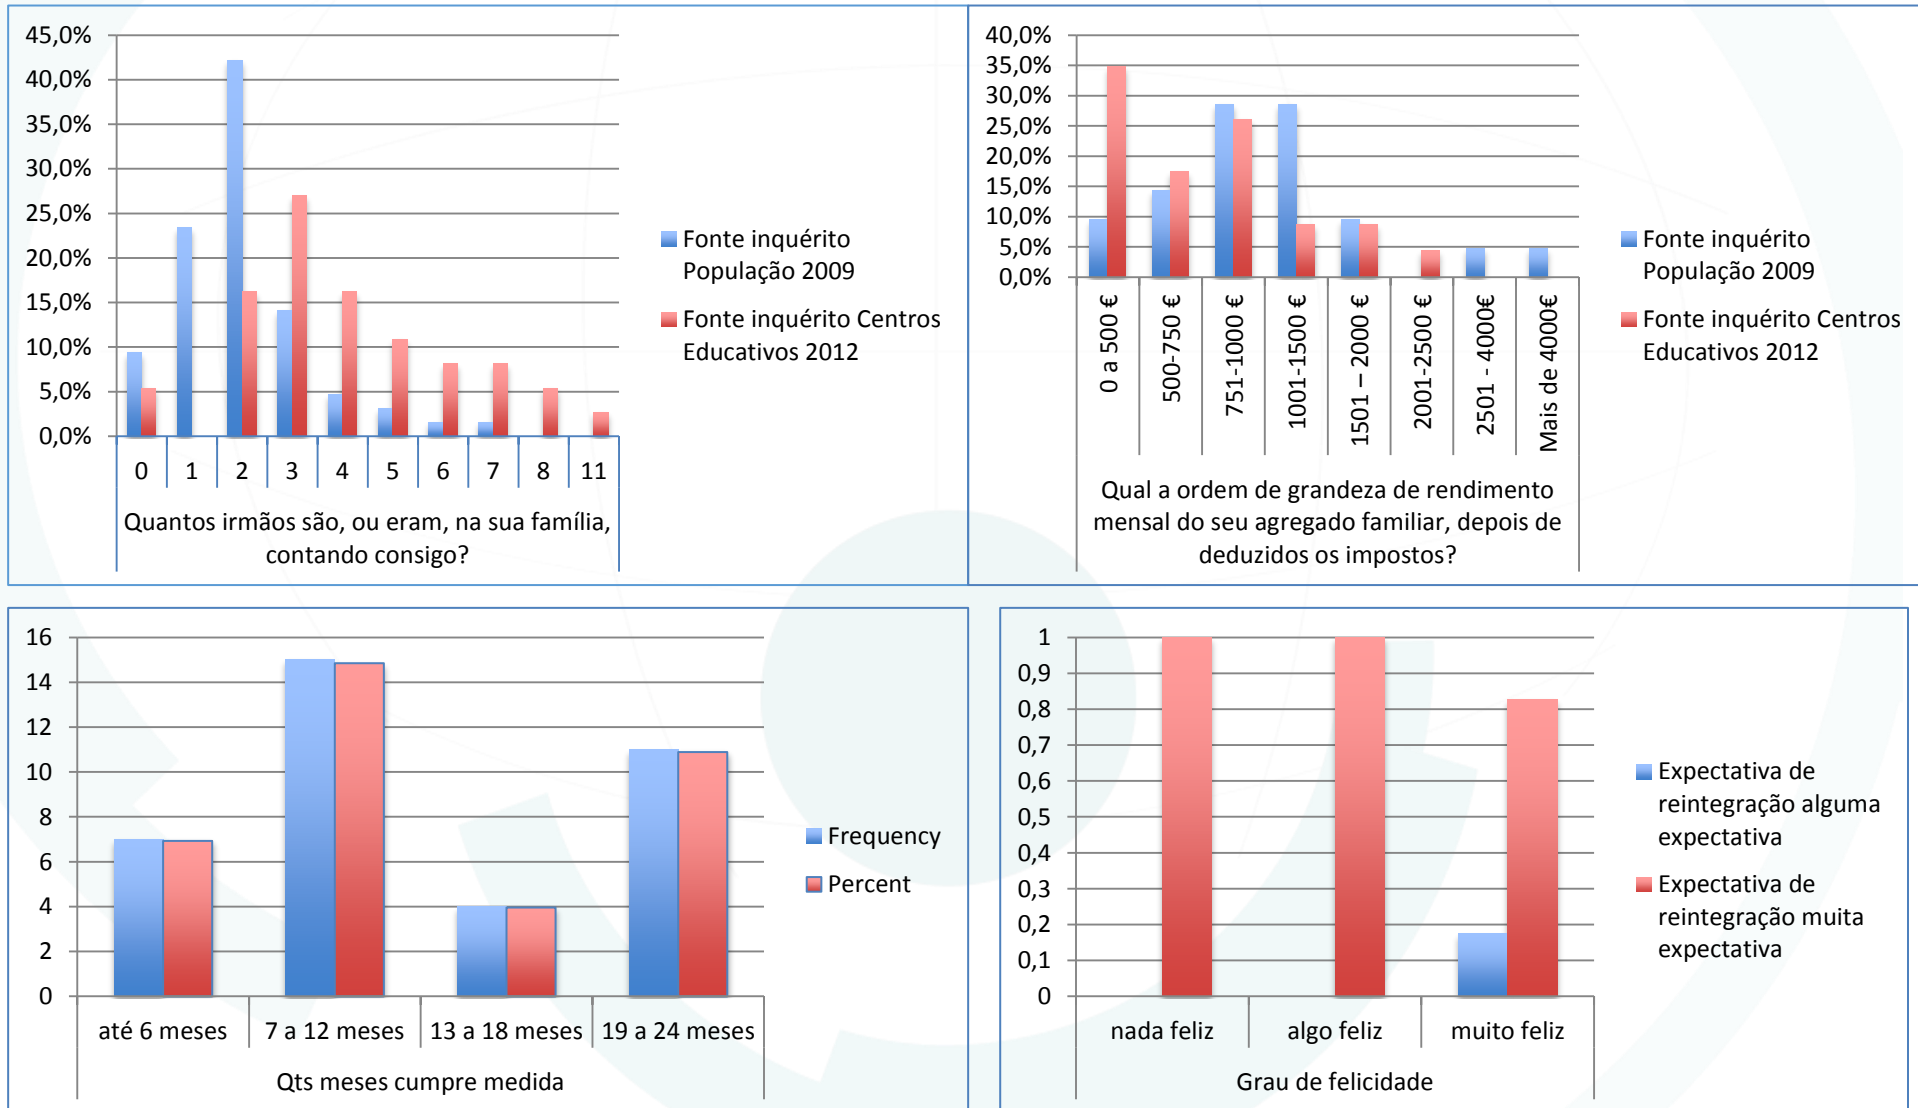 45,0%
40,0%
35,0%
30,0%
25,0%
20,0%
15,0%
10,0%
5,0%
0,0%
0 1 2 3 4 5 6 7 8 11
Quantos irmãos são, ou eram, na sua família,
contando consigo?
Fonte inquérito
População 2009
Fonte inquérito Centros
Educativos 2012
40,0%
35,0%
30,0%
25,0%
20,0%
15,0%
10,0%
5,0%
0,0%
0 a 500 €
500-750 €
751-1000 €
1001-1500 €
1501 – 2000 €
2001-2500 €
2501 - 4000€
Mais de 4000€
Qual a ordem de grandeza de rendimento
mensal do seu agregado familiar, depois de
deduzidos os impostos?
Fonte inquérito
População 2009
Fonte inquérito Centros
Educativos 2012
16
14
12
10
8
6
4
2
0
até 6 meses 7 a 12 meses 13 a 18 meses 19 a 24 meses
Qts meses cumpre medida
Frequency
Percent
1
0,9
0,8
0,7
0,6
0,5
0,4
0,3
0,2
0,1
0
nada feliz algo feliz muito feliz
Grau de felicidade
Expectativa de
reintegração alguma
expectativa
Expectativa de
reintegração muita
expectativa